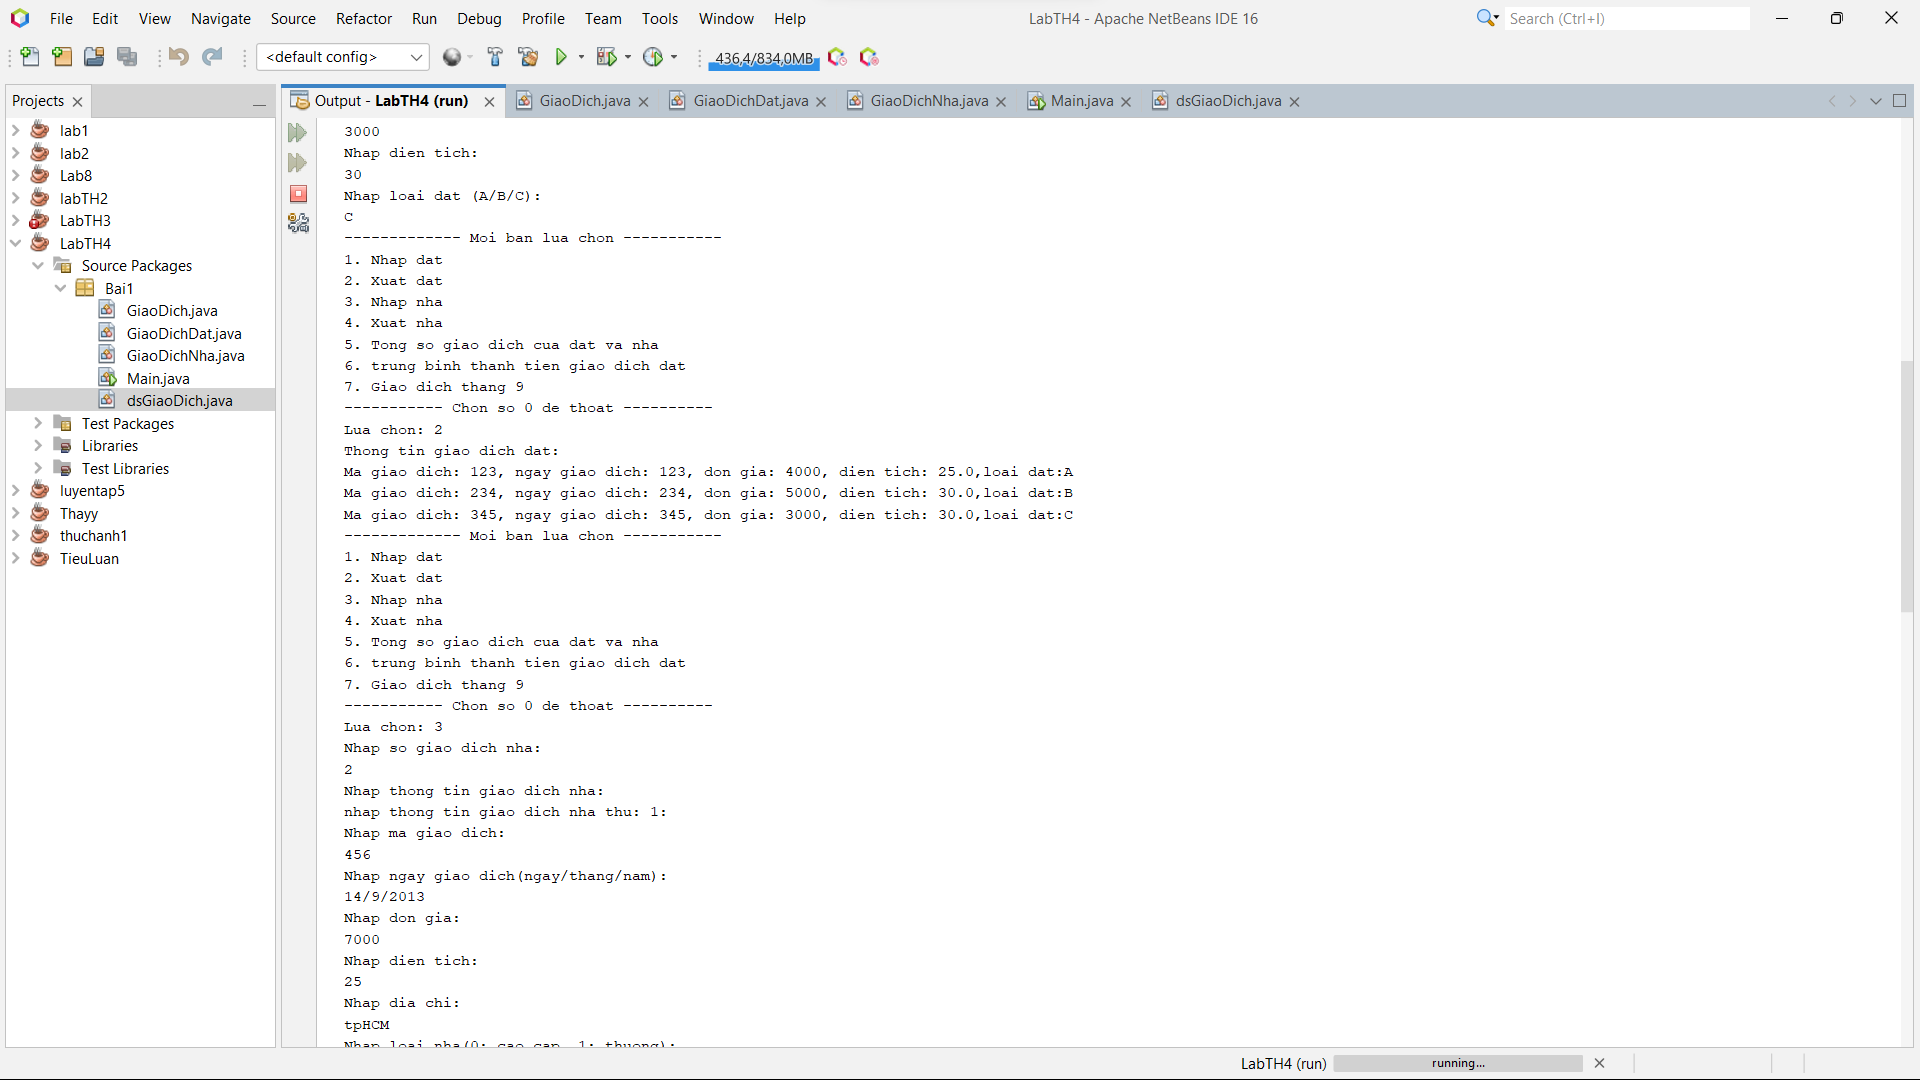 File Edit View Navigate Source Refactor Run Debug Profile Team Tools Window Help
LabTH4 - Apache NetBeans IDE 16
Search (Ctrl+I)
<default config>
436,4/834,0MB
Projects
Output - LabTH4 (run)
GiaoDich.java
GiaoDichDat.java
GiaoDichNha.java
Main.java
dsGiaoDich.java
lab1
lab2
Lab8
labTH2
LabTH3
LabTH4
Source Packages
Bai1
GiaoDich.java
GiaoDichDat.java
GiaoDichNha.java
Main.java
dsGiaoDich.java
Test Packages
Libraries
Test Libraries
luyentap5
Thayy
thuchanh1
TieuLuan
3000
Nhap dien tich:
30
Nhap loai dat (A/B/C):
C
------------- Moi ban lua chon -----------
1. Nhap dat
2. Xuat dat
3. Nhap nha
4. Xuat nha
5. Tong so giao dich cua dat va nha
6. trung binh thanh tien giao dich dat
7. Giao dich thang 9
----------- Chon so 0 de thoat ----------
Lua chon: 2
Thong tin giao dich dat:
Ma giao dich: 123, ngay giao dich: 123, don gia: 4000, dien tich: 25.0,loai dat:A
Ma giao dich: 234, ngay giao dich: 234, don gia: 5000, dien tich: 30.0,loai dat:B
Ma giao dich: 345, ngay giao dich: 345, don gia: 3000, dien tich: 30.0,loai dat:C
------------- Moi ban lua chon -----------
1. Nhap dat
2. Xuat dat
3. Nhap nha
4. Xuat nha
5. Tong so giao dich cua dat va nha
6. trung binh thanh tien giao dich dat
7. Giao dich thang 9
----------- Chon so 0 de thoat ----------
Lua chon: 3
Nhap so giao dich nha:
2
Nhap thong tin giao dich nha:
nhap thong tin giao dich nha thu: 1:
Nhap ma giao dich:
456
Nhap ngay giao dich(ngay/thang/nam):
14/9/2013
Nhap don gia:
7000
Nhap dien tich:
25
Nhap dia chi:
tpHCM
Nhap loai nha(0: cao cap, 1: thuong):
LabTH4 (run)
running...